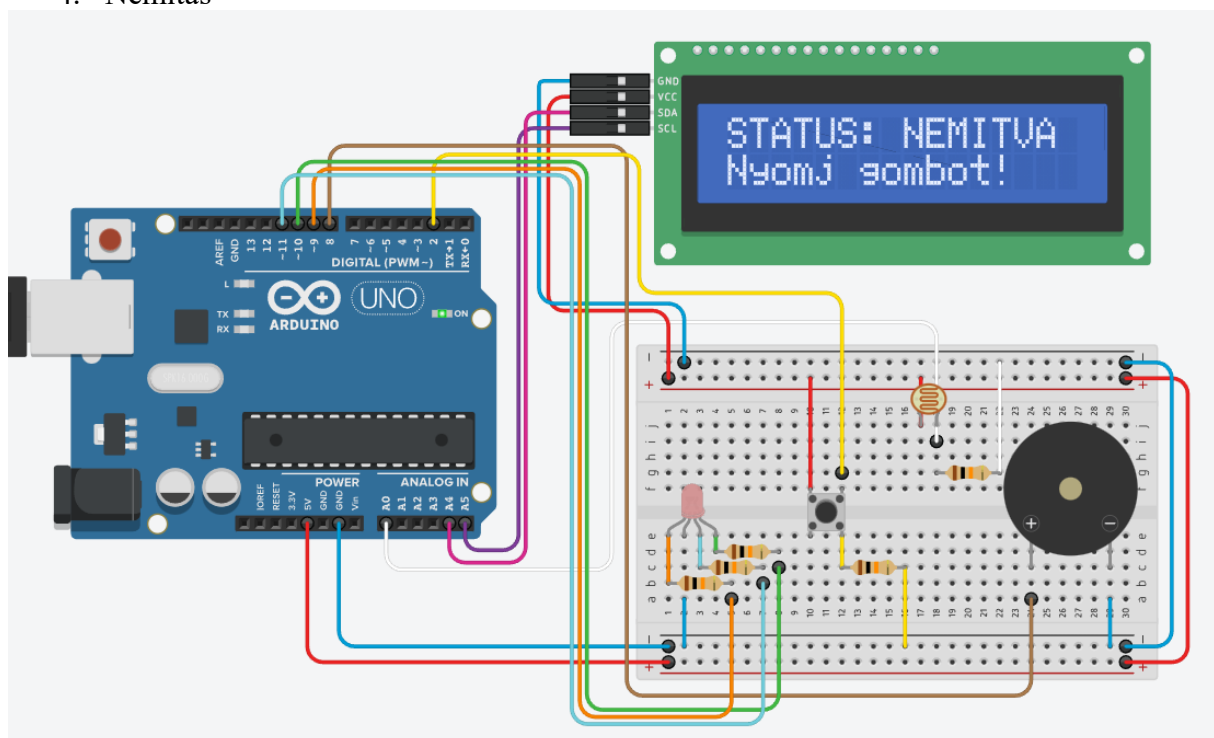 4. Nemítás
GND
VCC
SDA
SCL
STATUS: NEMITVA
Nyomj gombot!
AREF
GND
13
12
~11
~10
~9
8
7
~6
~5
4
~3
2
TX→1
RX←0
DIGITAL (PWM~)
L
TX
RX
ARDUINO
UNO
ON
POWER
ANALOG IN
IOREF
RESET
3.3V
5V
GND
GND
Vin
A0
A1
A2
A3
A4
A5